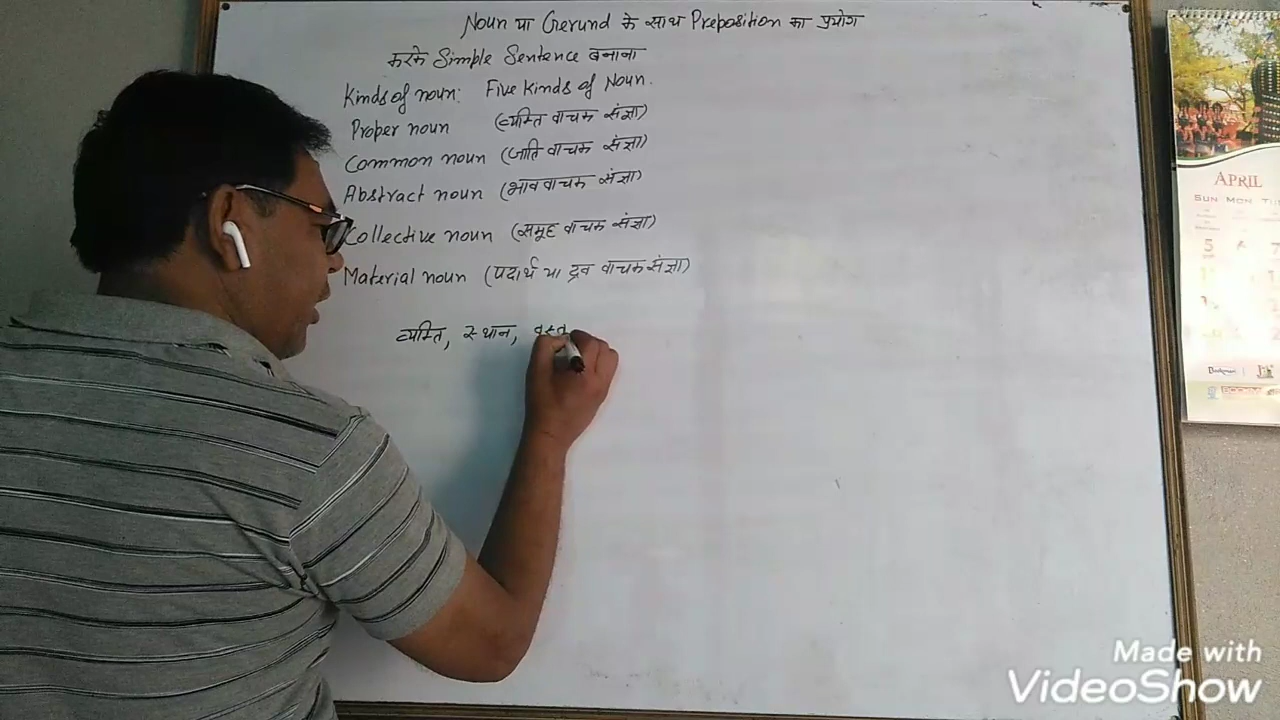 Noun या Gerund के साथ Preposition का प्रयोग
करके Simple Sentence बनाना
Kinds of noun: Five Kinds of Noun.
Proper noun (व्यक्ति वाचक संज्ञा)
Common noun (जाति वाचक संज्ञा)
Abstract noun (भाव वाचक संज्ञा)
Collective noun (समूह वाचक संज्ञा)
Material noun (पदार्थ या द्रव वाचक संज्ञा)
व्यक्ति, स्थान, वस्तु
APRIL
SUN MON
5
7
Made with
VideoShow